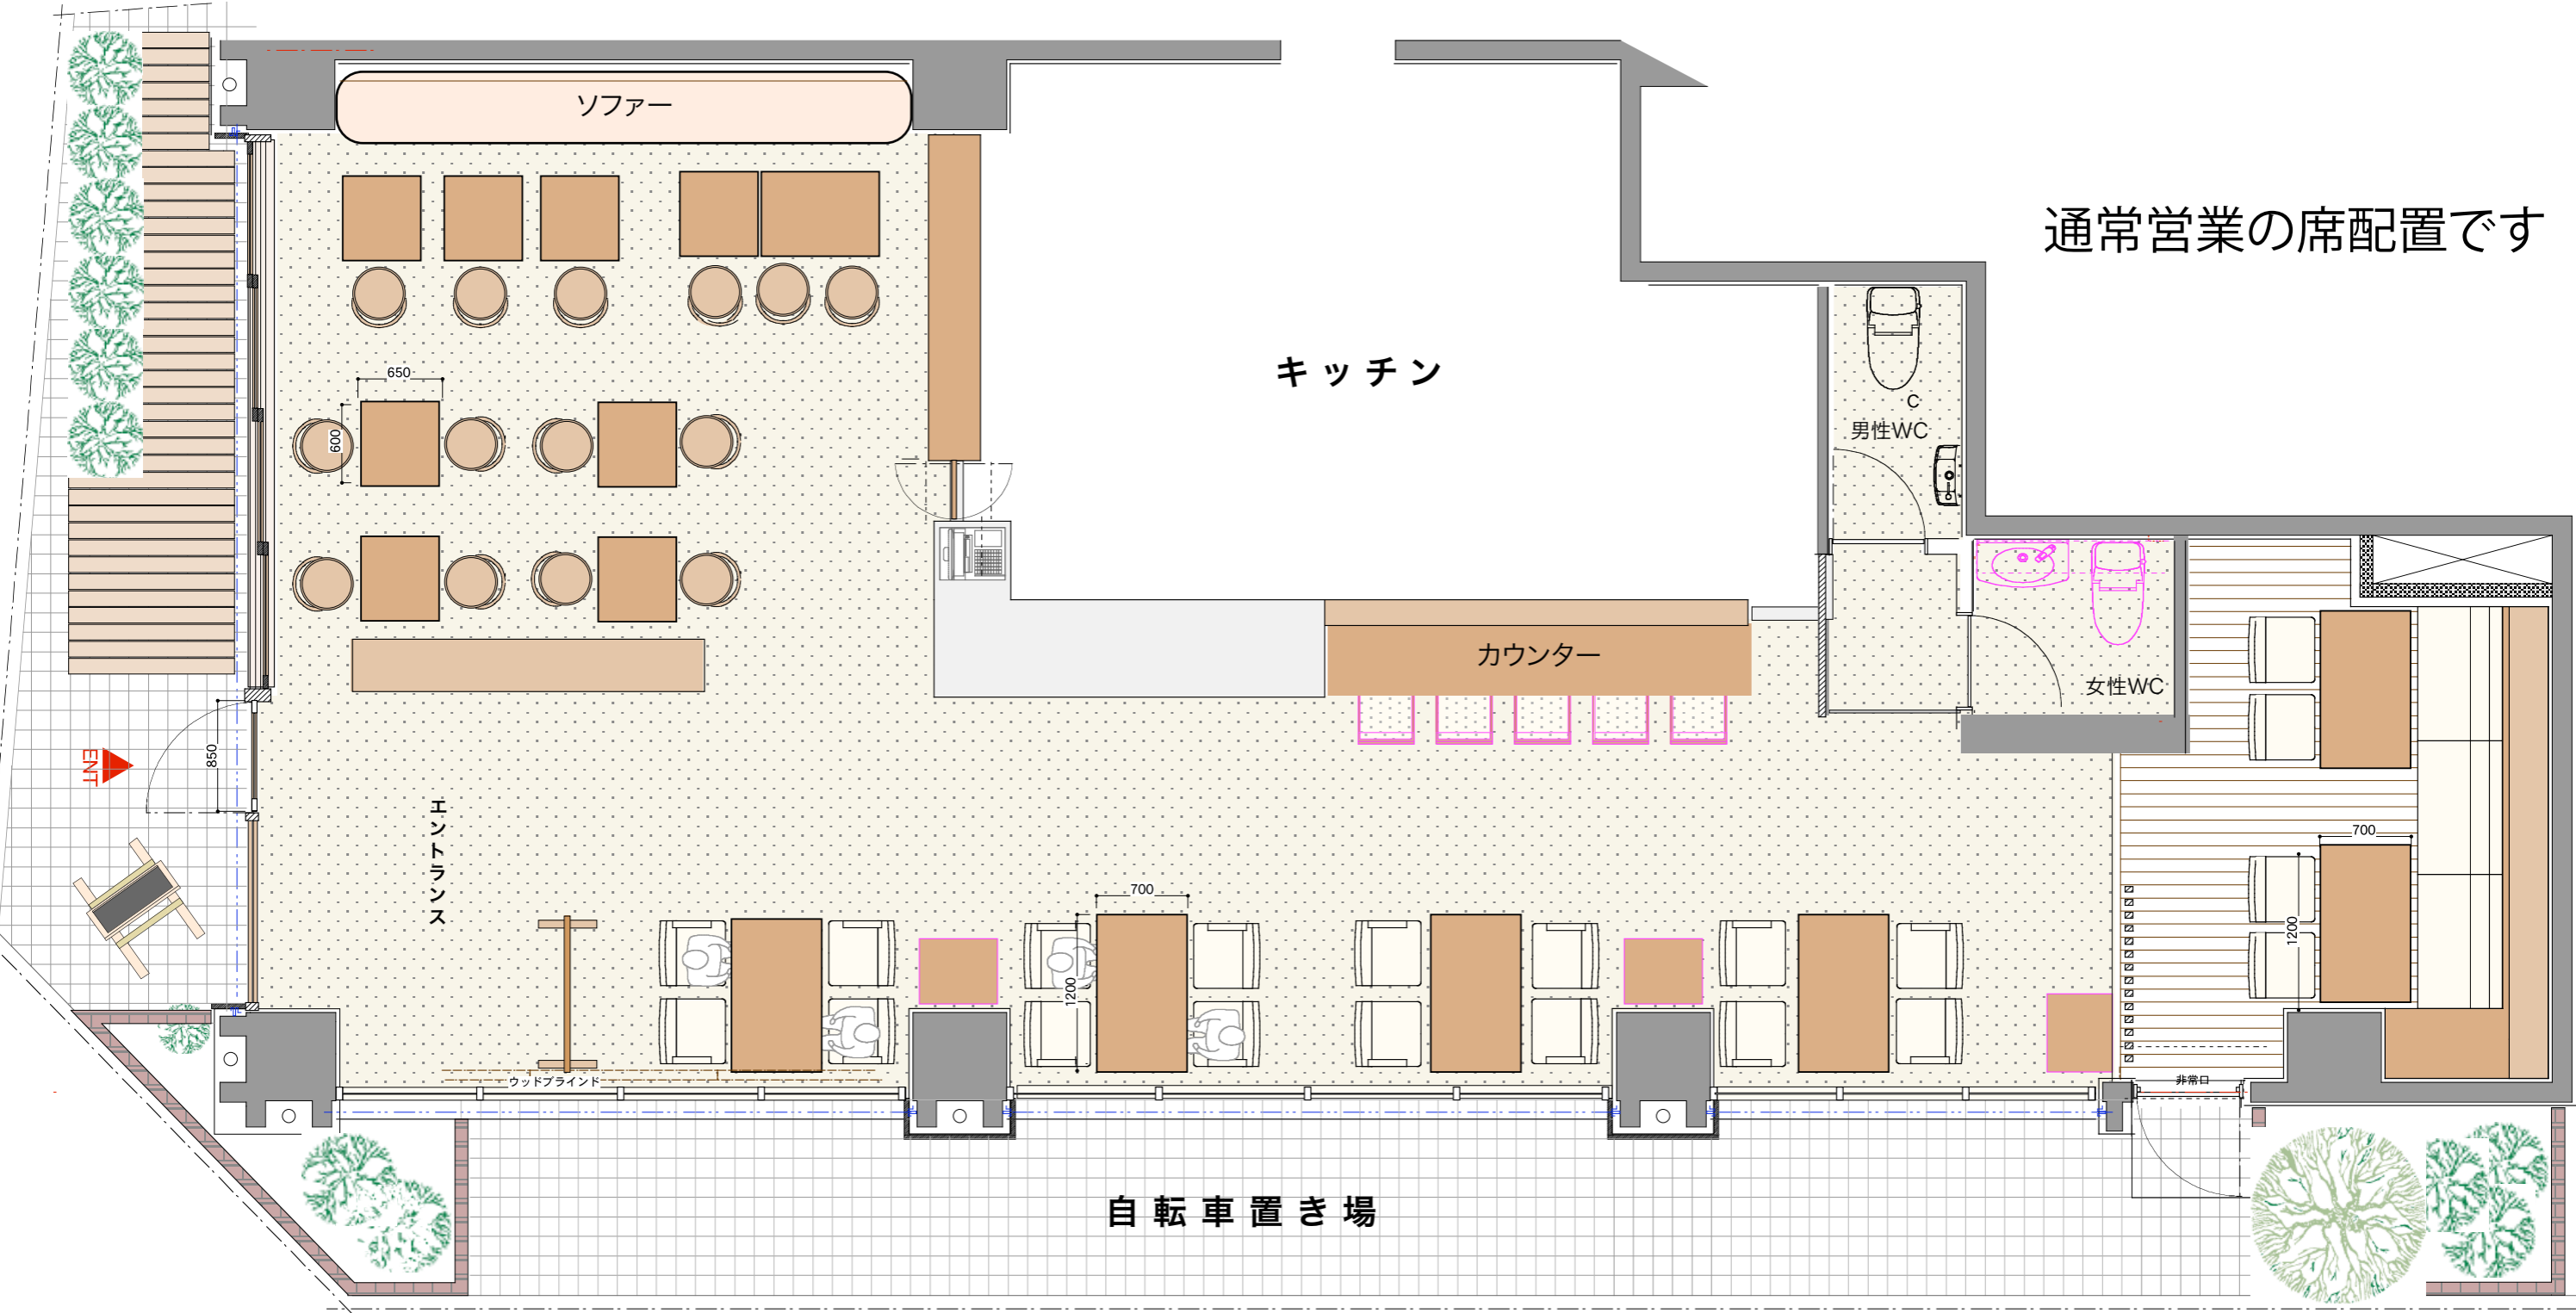 ソファー
通常営業の席配置です
キッチン
650
600
C
男性WC
カウンター
女性WC
850
ENT
エントランス
700
1200
700
1200
ウッドブラインド
非常口
自転車置き場